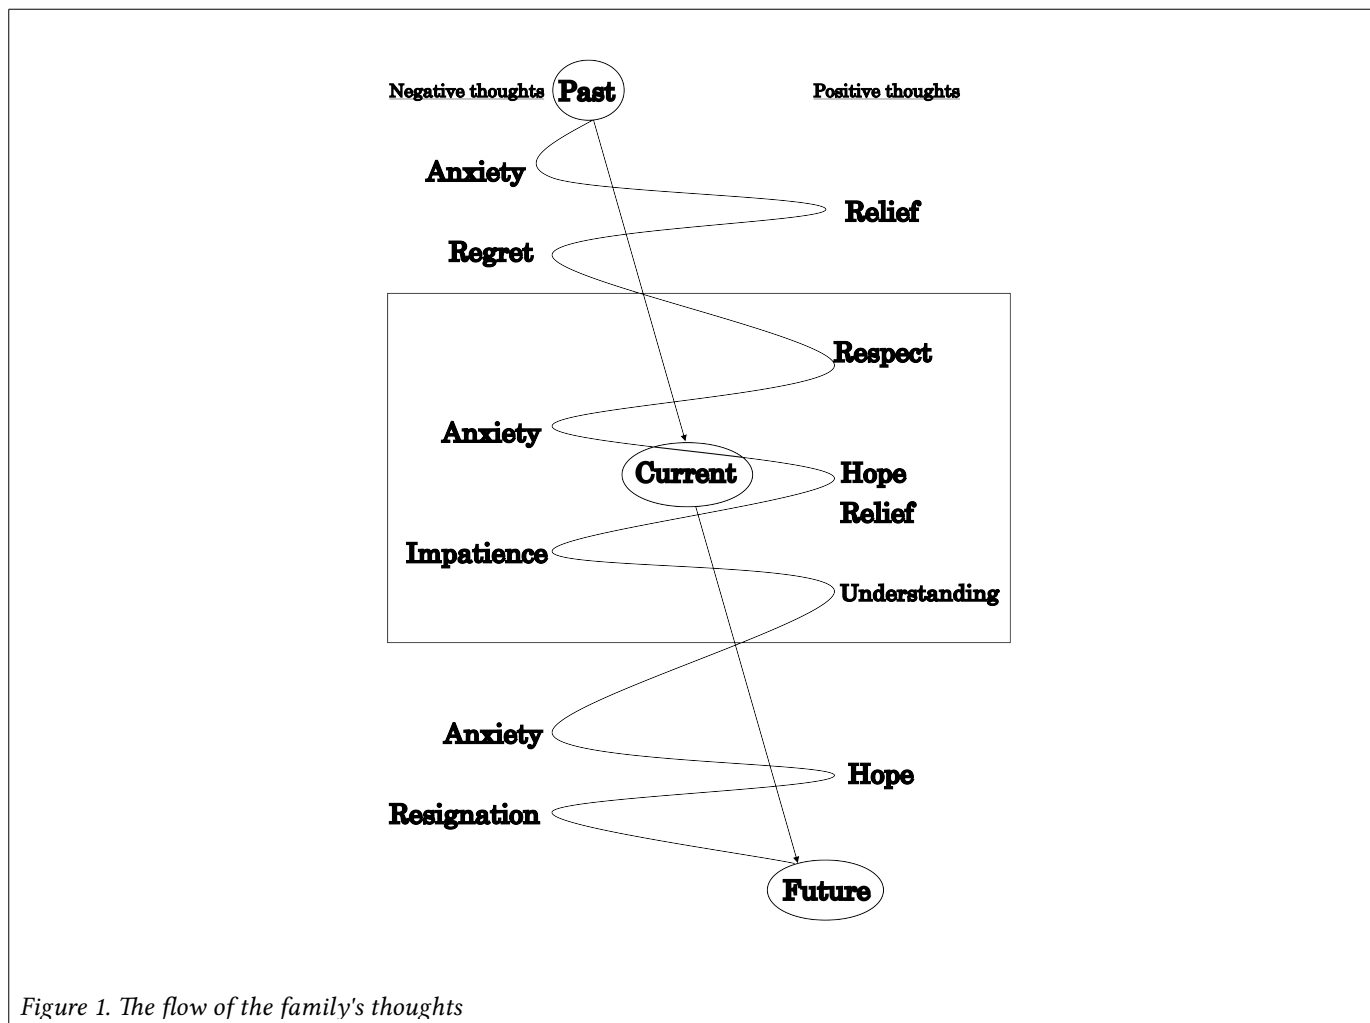 Negative thoughts Past Positive thoughts
Anxiety
Relief
Regret
Respect
Anxiety
Current Hope
Relief
Impatience
Understanding
Anxiety
Hope
Resignation
Future
Figure 1. The flow of the family's thoughts